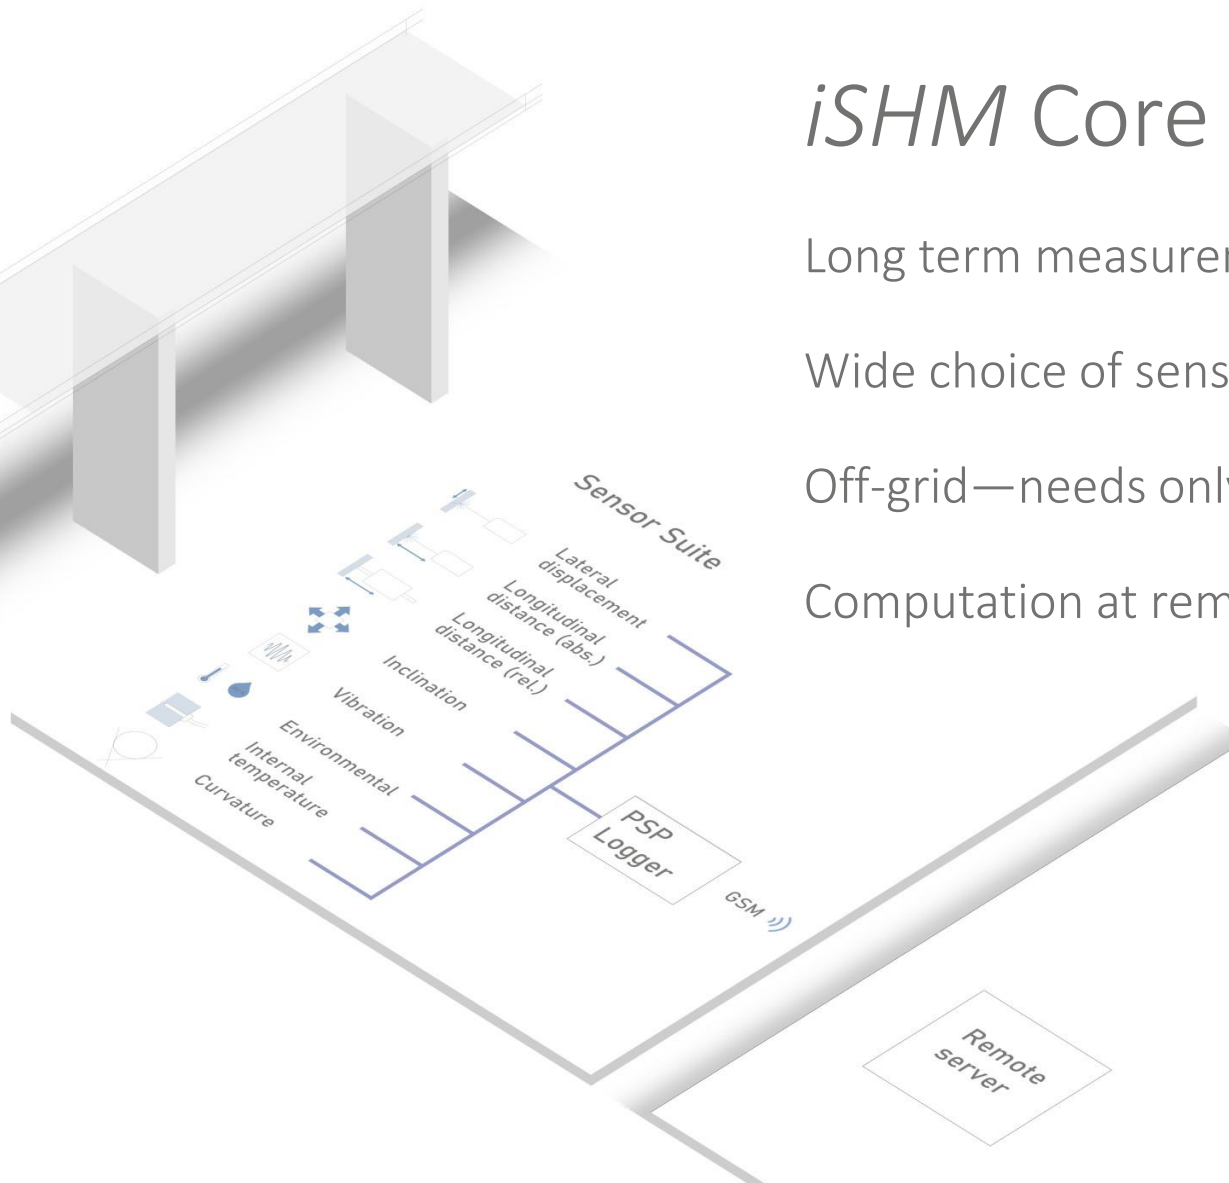 iSHM Core
Long term measurer
Wide choice of sens
Off-grid—needs only
Computation at rem
Sensor Suite
Lateral
displacement
Longitudinal
distance (abs.)
Longitudinal
distance (rel.)
Inclination
Vibration
Environmental
Internal
temperature
Curvature
PSP
Logger
GSM
Remote
server